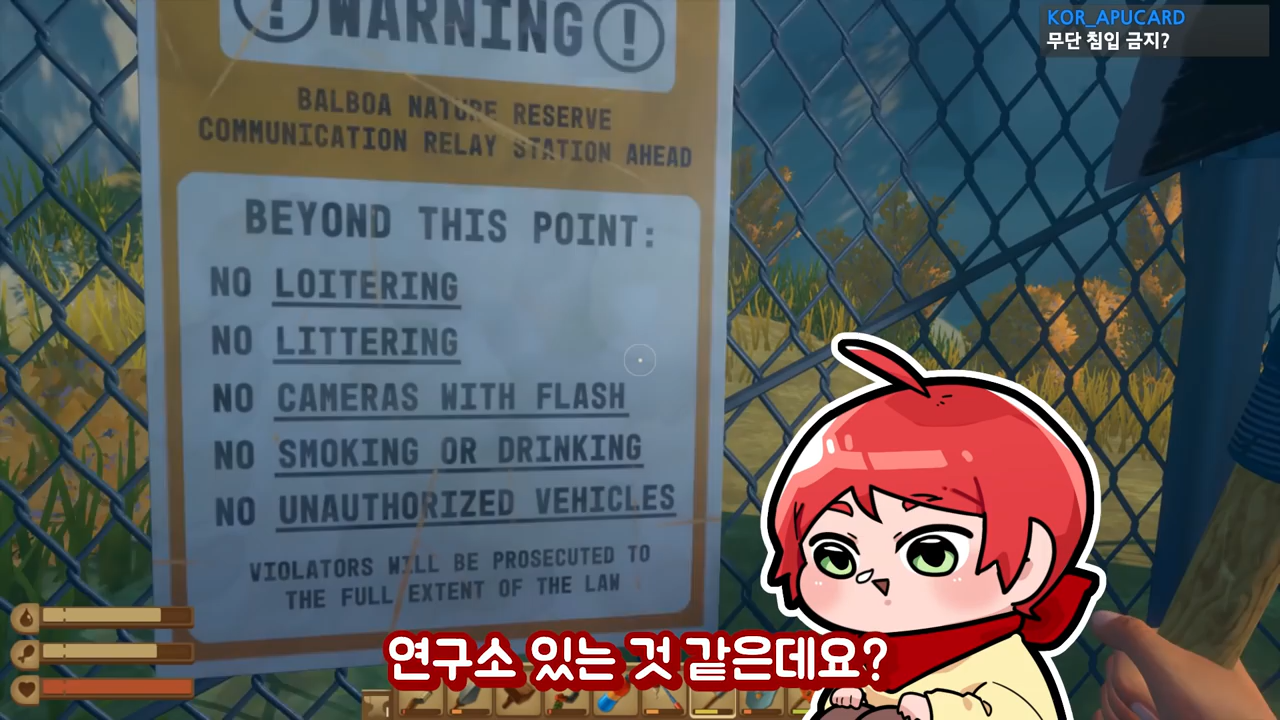 WARNING
KOR_APUCARD
무단 침입 금지?
BALBOA NATURE RESERVE
COMMUNICATION RELAY STATION AHEAD
BEYOND THIS POINT:
NO LOITERING
NO LITTERING
NO CAMERAS WITH FLASH
NO SMOKING OR DRINKING
NO UNAUTHORIZED VEHICLES
VIOLATORS WILL BE PROSECUTED TO
THE FULL EXTENT OF THE LAW
연구소 있는 것 같은데요?